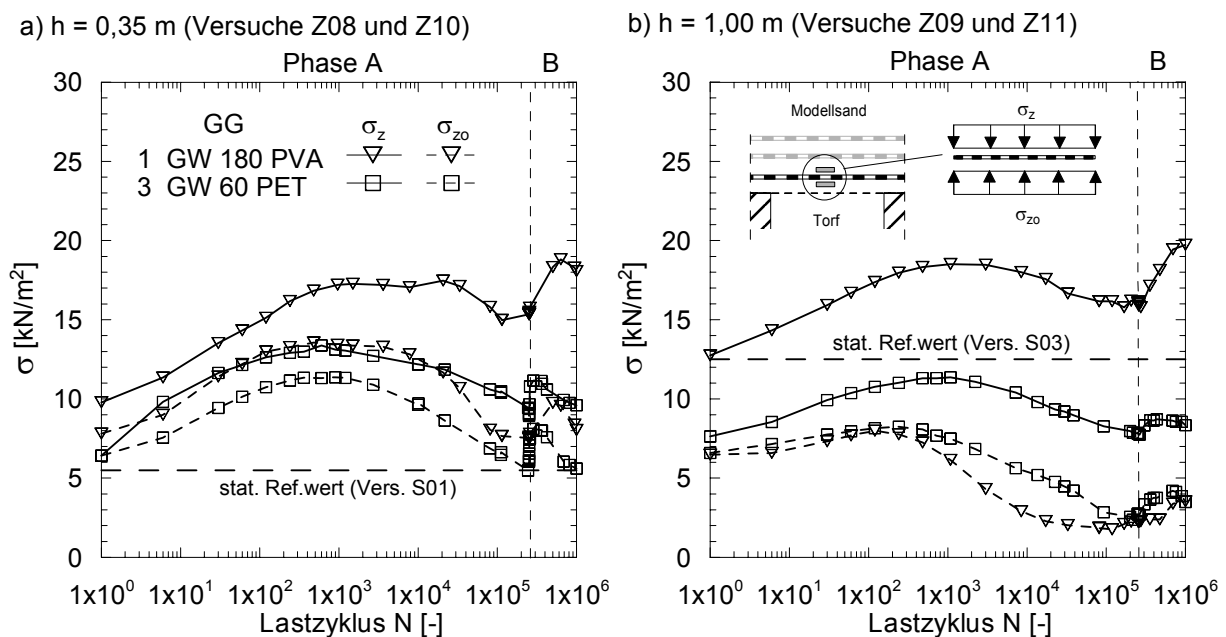 a) h = 0,35 m (Versuche Z08 und Z10)
Phase A B
30
25
20
15
10
5
0
σ [kN/m²]
GG σz σzo
1 GW 180 PVA
3 GW 60 PET
stat. Ref.wert (Vers. S01)
1x10⁰ 1x10¹ 1x10² 1x10³ 1x10⁴ 1x10⁵ 1x10⁶
Lastzyklus N [-]
b) h = 1,00 m (Versuche Z09 und Z11)
Phase A B
30
25
20
15
10
5
0
σ [kN/m²]
Modellsand
σz
Torf
σzo
stat. Ref.wert (Vers. S03)
1x10⁰ 1x10¹ 1x10² 1x10³ 1x10⁴ 1x10⁵ 1x10⁶
Lastzyklus N [-]